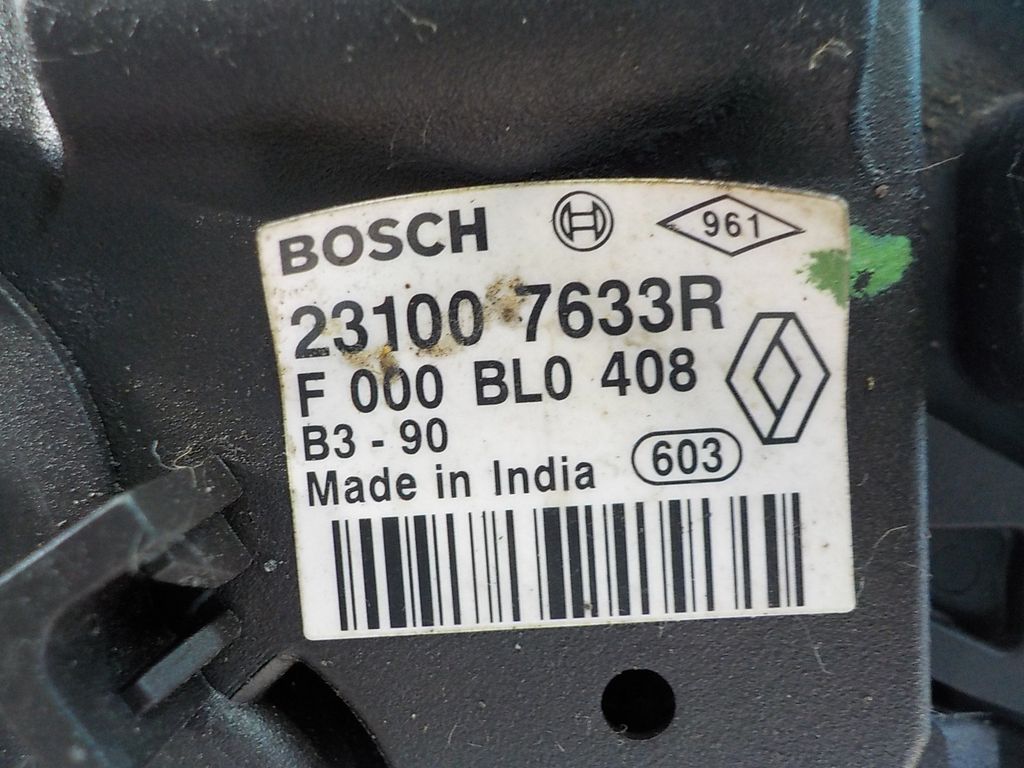 BOSCH 961
23100 7633R
F 000 BL0 408
B3 - 90
Made in India 603